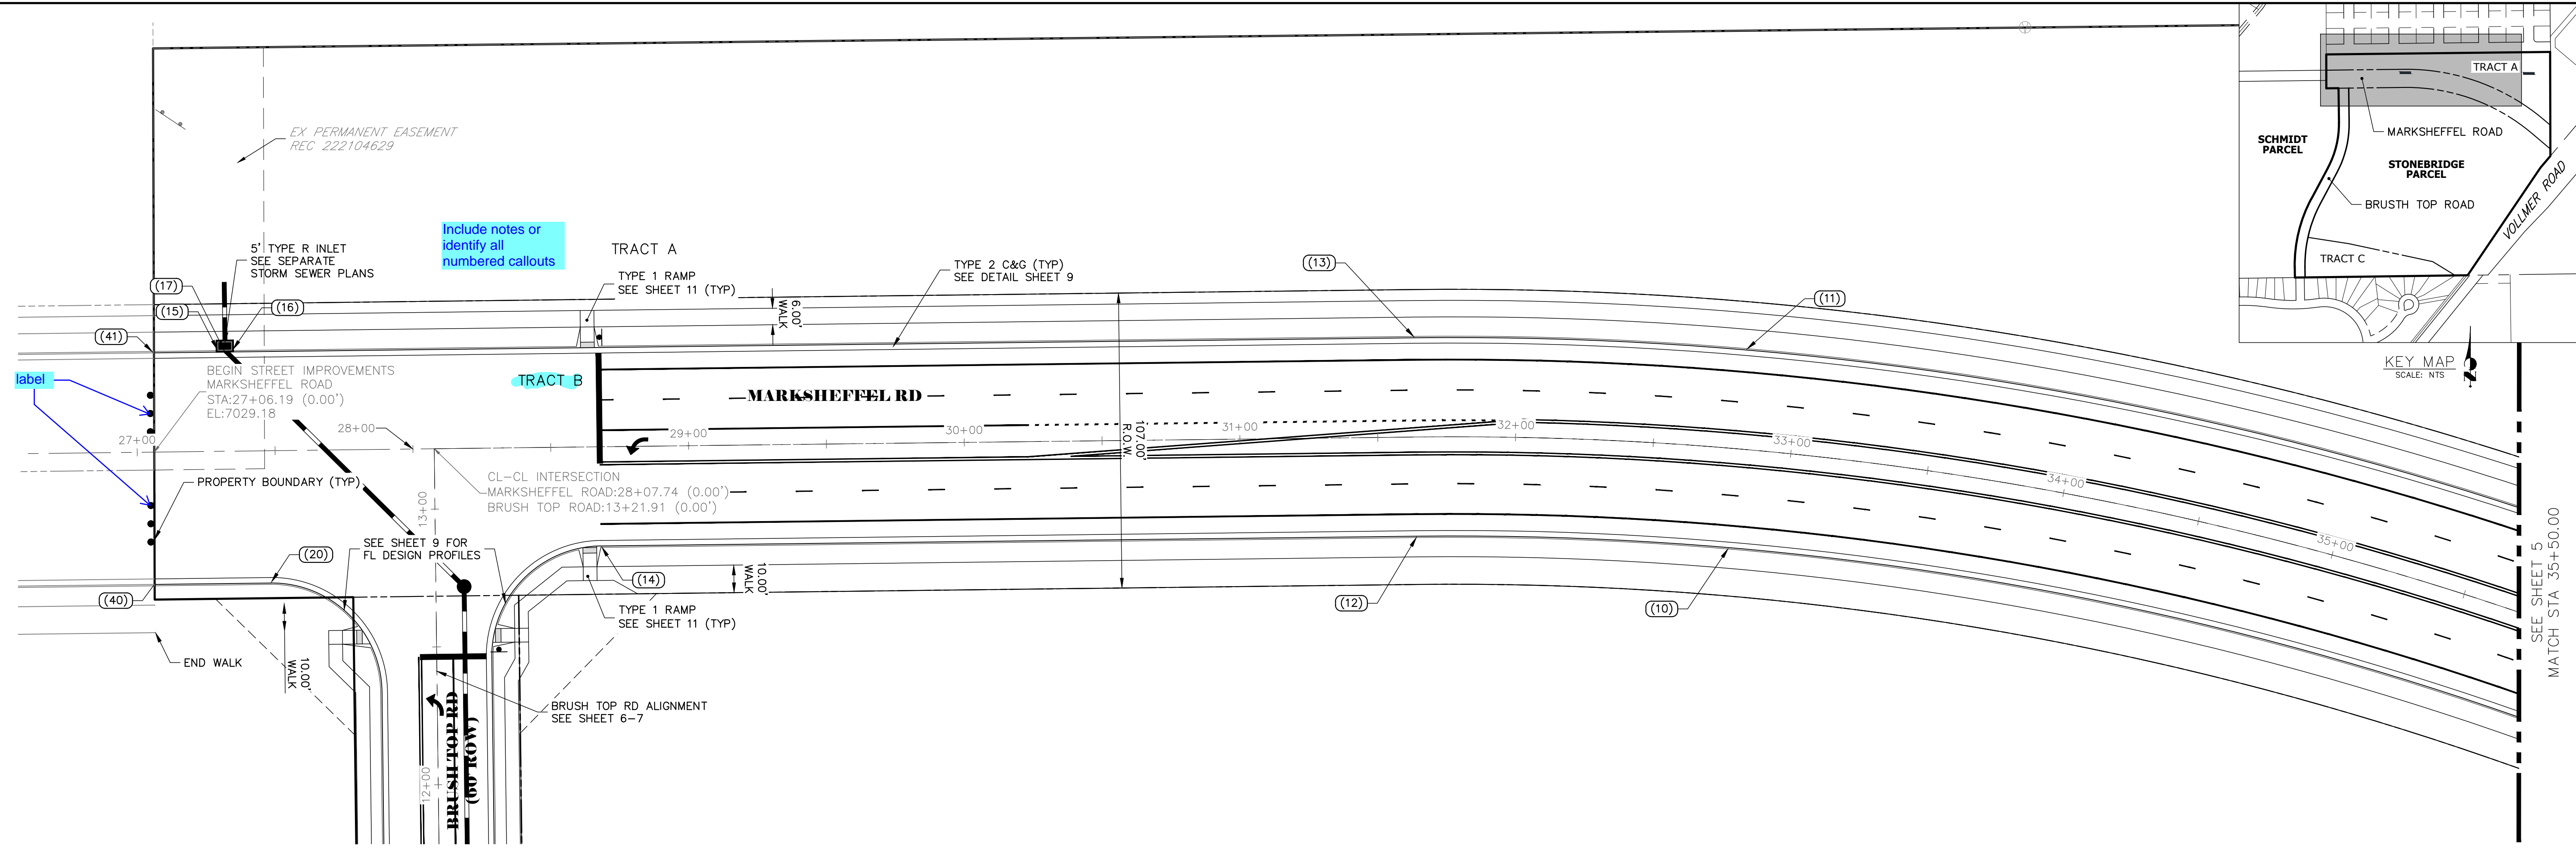 EX PERMANENT EASEMENT
REC 222104629
Include notes or
identify all
numbered callouts
5' TYPE R INLET
SEE SEPARATE
STORM SEWER PLANS
TRACT A
TYPE 1 RAMP
SEE SHEET 11 (TYP)
6.00'
WALK
TYPE 2 C&G (TYP)
SEE DETAIL SHEET 9
(13)
(11)
(17)
(15)
(16)
(41)
label
BEGIN STREET IMPROVEMENTS
MARKSHEFFEL ROAD
STA:27+06.19 (0.00')
EL:7029.18
TRACT B
MARKSHEFFEL RD
27+00
28+00
29+00
30+00
31+00
32+00
33+00
34+00
35+00
107.00'
R.O.W.
PROPERTY BOUNDARY (TYP)
CL-CL INTERSECTION
MARKSHEFFEL ROAD:28+07.74 (0.00')
BRUSH TOP ROAD:13+21.91 (0.00')
13+00
SEE SHEET 9 FOR
FL DESIGN PROFILES
(20)
(14)
(40)
10.00'
WALK
TYPE 1 RAMP
SEE SHEET 11 (TYP)
(12)
(10)
END WALK
10.00'
WALK
BRUSH TOP RD ALIGNMENT
SEE SHEET 6-7
BRUSH TOP RD
(60' ROW)
12+00
SEE SHEET 5
MATCH STA 35+50.00
TRACT A
MARKSHEFFEL ROAD
SCHMIDT
PARCEL
STONEBRIDGE
PARCEL
BRUSTH TOP ROAD
VOLLMER ROAD
TRACT C
KEY MAP
SCALE: NTS